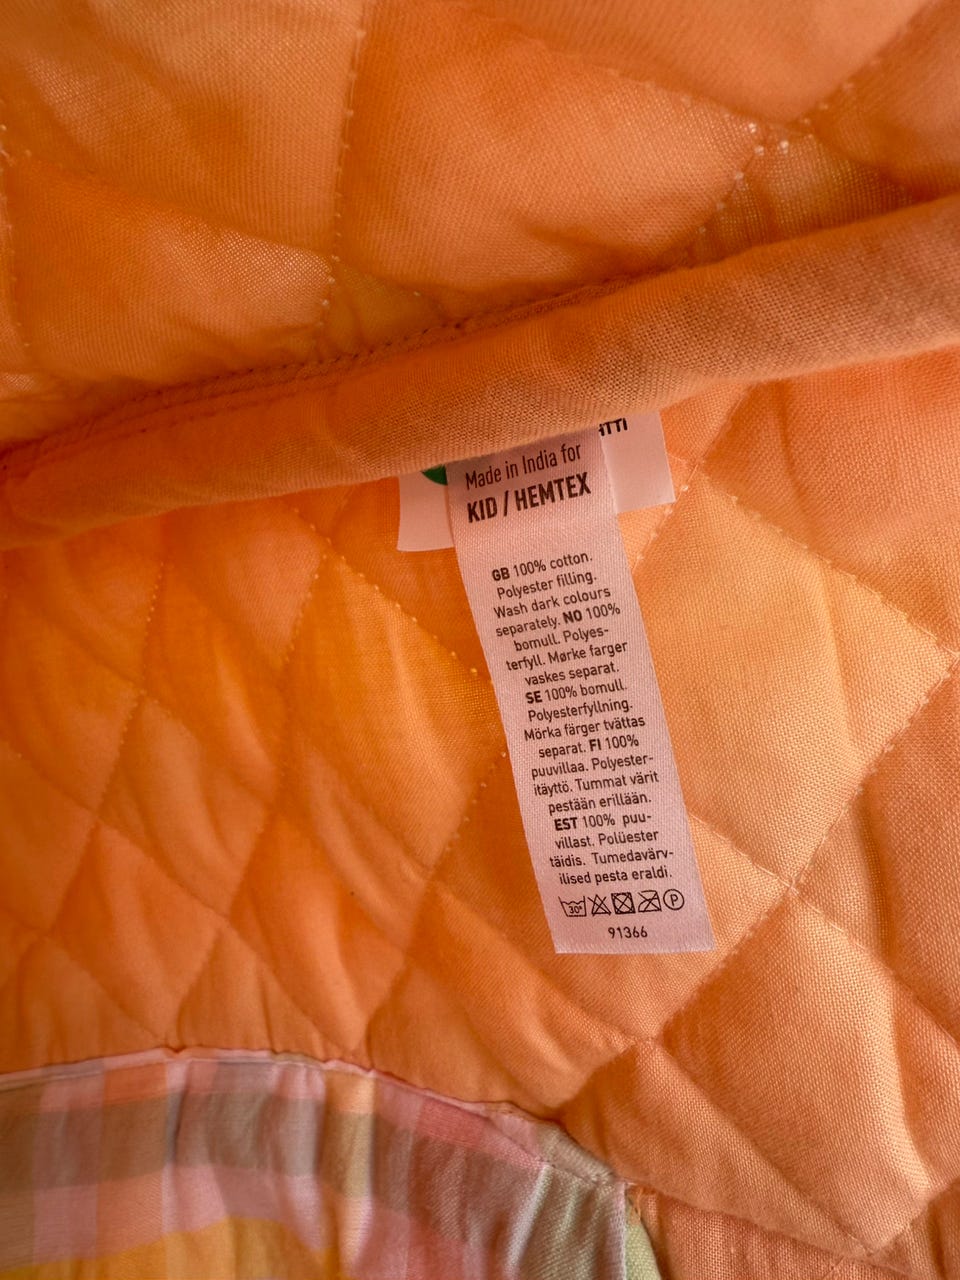 Made in India for
KID / HEMTEX
GB 100% cotton.
Polyester filling.
Wash dark colours
separately. NO 100%
bomull. Polyes-
terfyll. Mørke farger
vaskes separat.
SE 100% bomull.
Polyesterfyllning.
Mörka färger tvättas
separat. FI 100%
puuvillaa. Polyester-
itäyttö. Tummat värit
pestään erillään.
EST 100% puu-
villast. Polüester
täidis. Tumedavärv-
ilised pesta eraldi.
30° P
91366